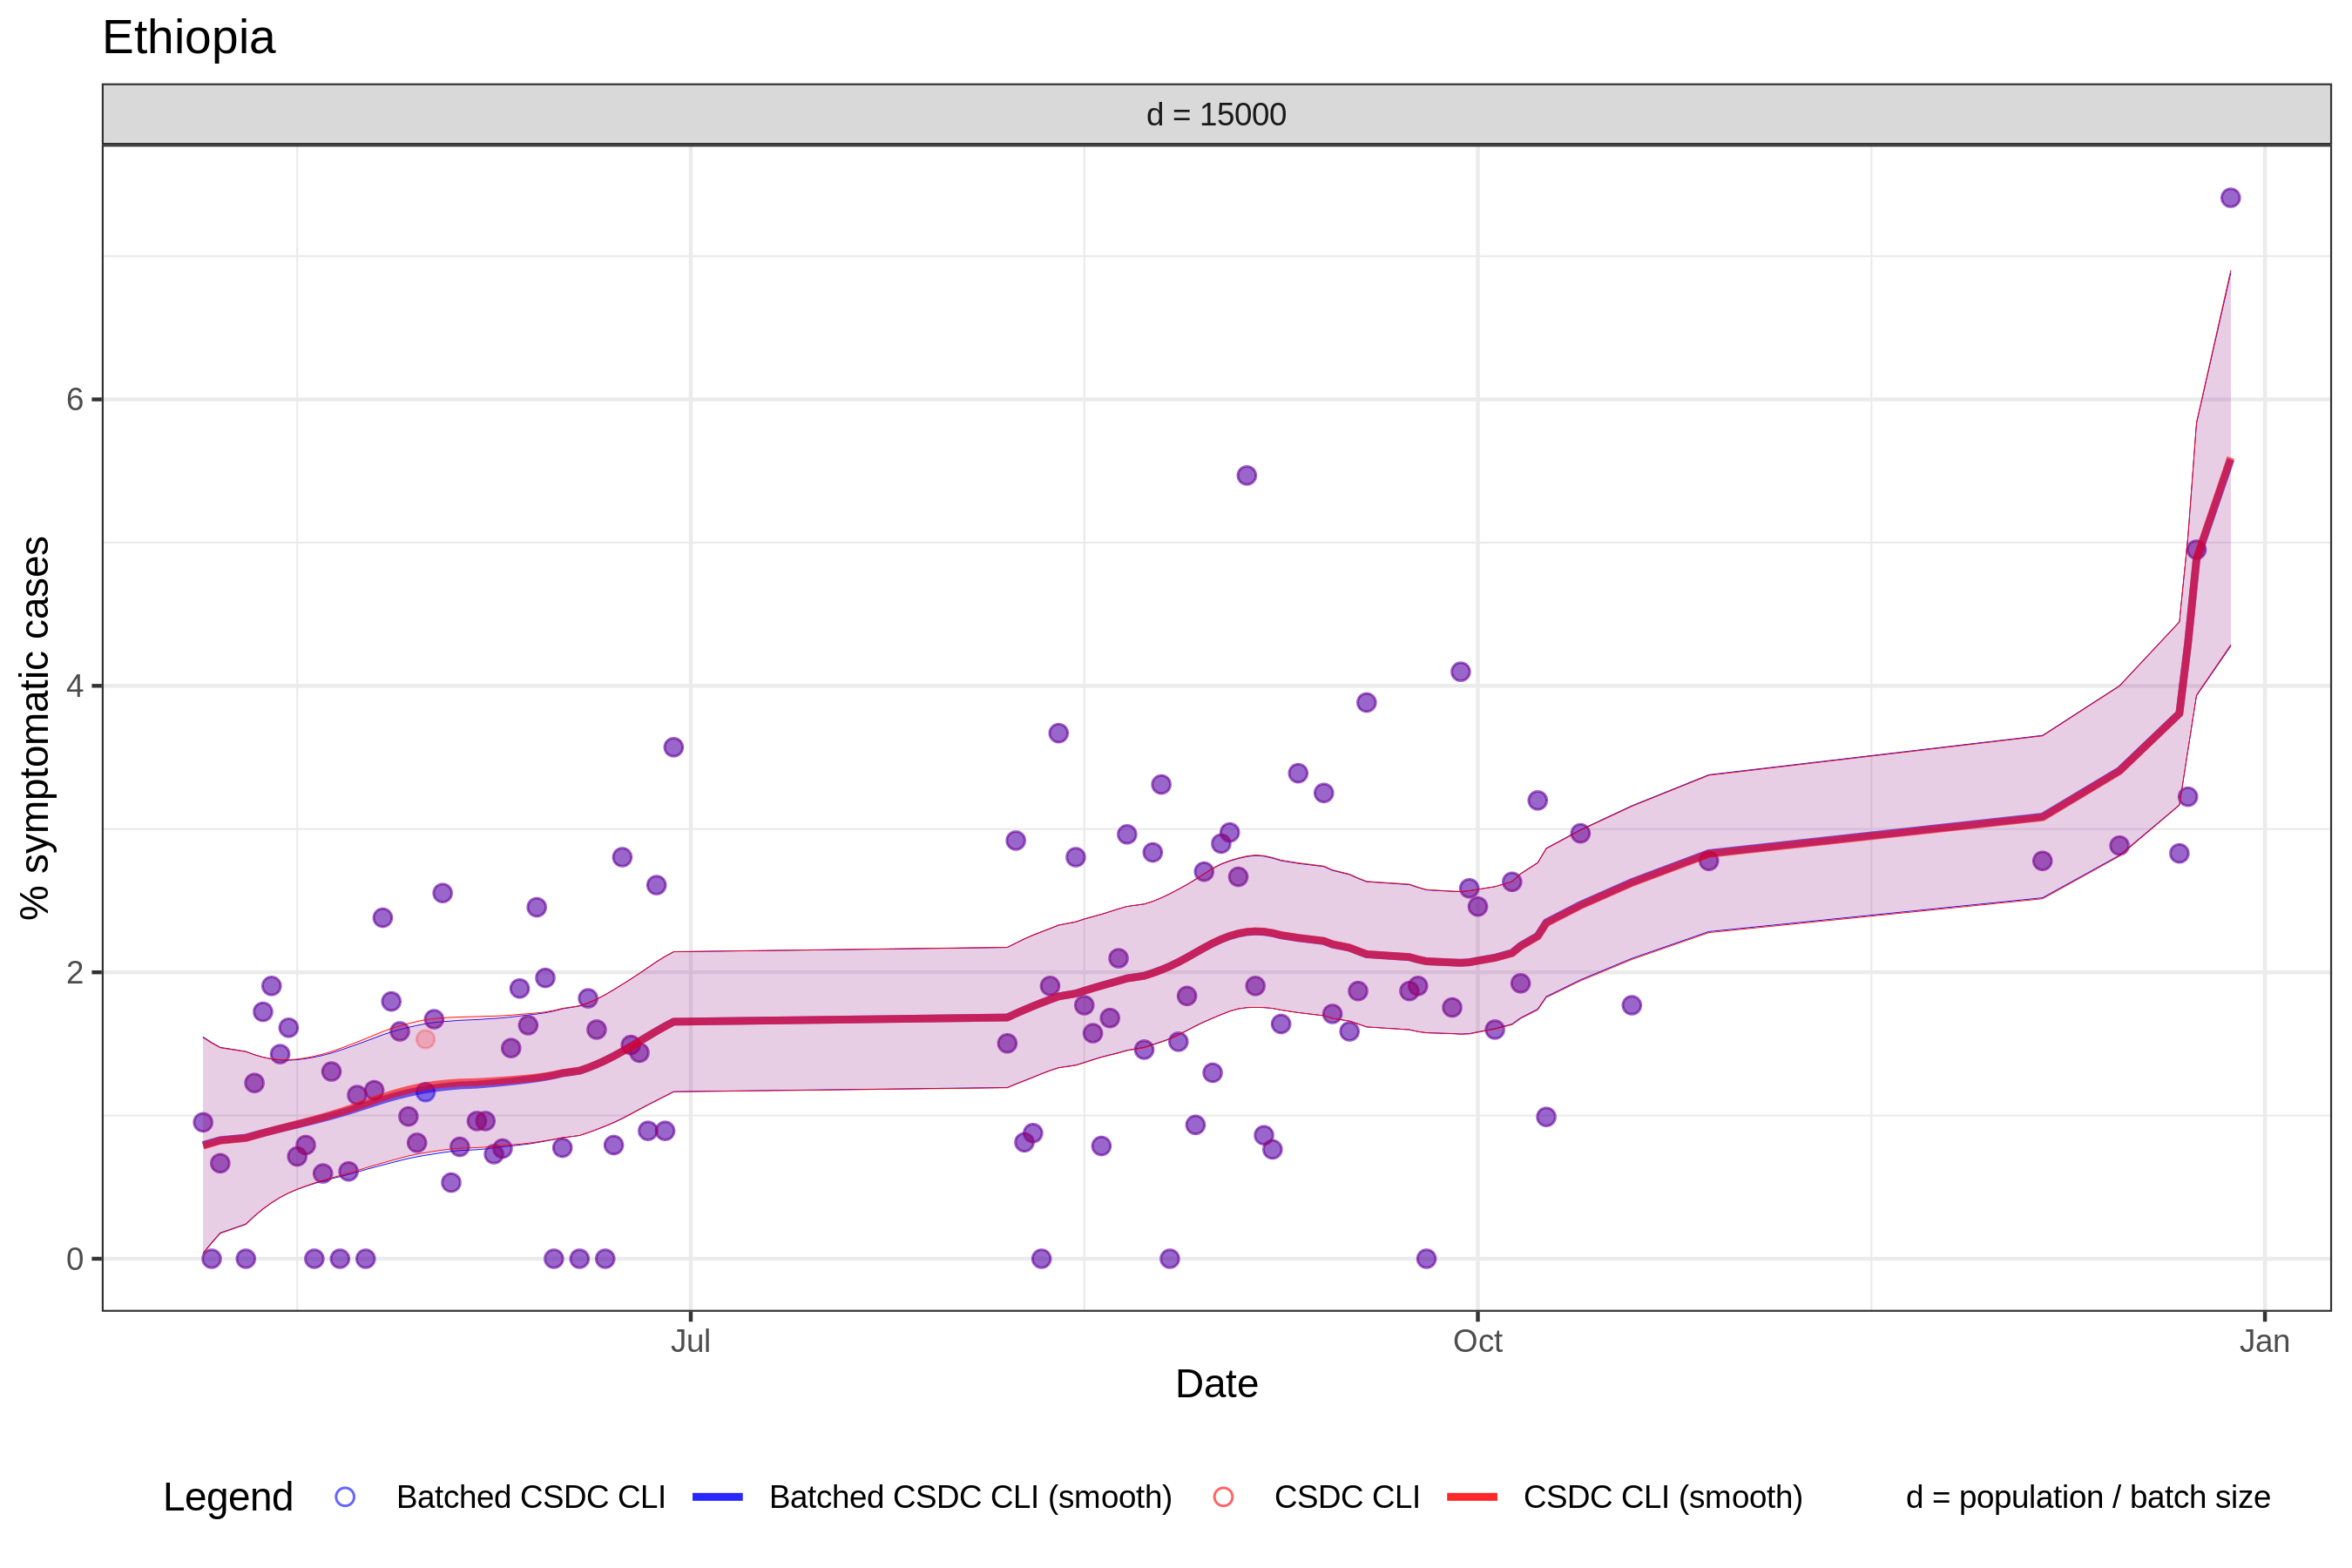 Ethiopia
d = 15000
% symptomatic cases
6
4
2
0
Jul Oct Jan
Date
Legend Batched CSDC CLI Batched CSDC CLI (smooth) CSDC CLI CSDC CLI (smooth) d = population / batch size